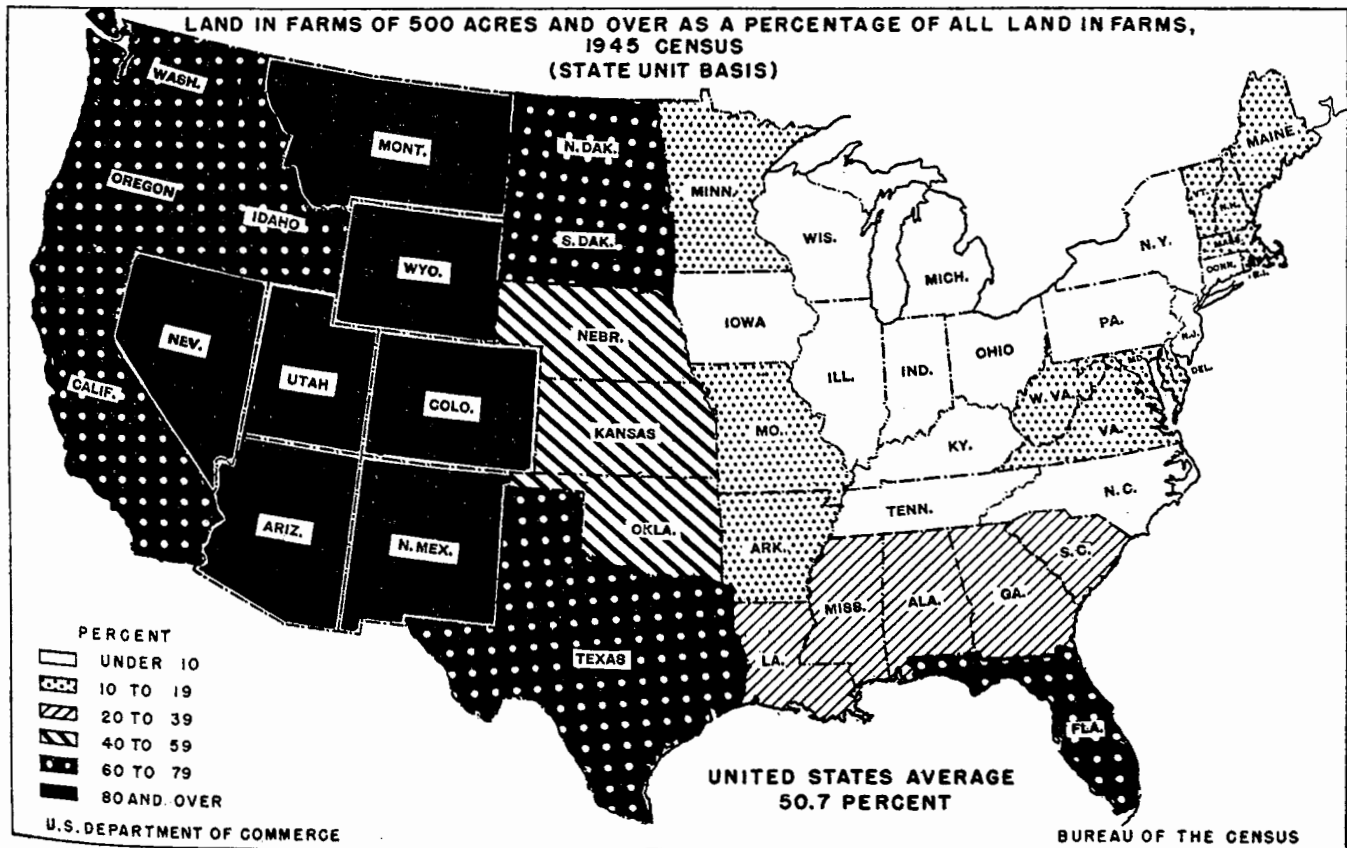 LAND IN FARMS OF 500 ACRES AND OVER AS A PERCENTAGE OF ALL LAND IN FARMS,
1945 CENSUS
(STATE UNIT BASIS)
WASH.
MONT.
N. DAK.
MINN.
MAINE
OREGON
IDAHO
VT.
N.H.
S. DAK.
WIS.
N.Y.
MASS.
WYO.
MICH.
CONN.
R.I.
NEV.
NEBR.
IOWA
PA.
N.J.
UTAH
COLO.
ILL.
IND.
OHIO
MD.
DEL.
CALIF.
KANSAS
MO.
W. VA.
VA.
KY.
ARIZ.
N. MEX.
OKLA.
ARK.
TENN.
N.C.
S.C.
MISS.
ALA.
GA.
TEXAS
LA.
FLA.
PERCENT
UNDER 10
10 TO 19
20 TO 39
40 TO 59
60 TO 79
80 AND. OVER
UNITED STATES AVERAGE
50.7 PERCENT
U.S. DEPARTMENT OF COMMERCE
BUREAU OF THE CENSUS